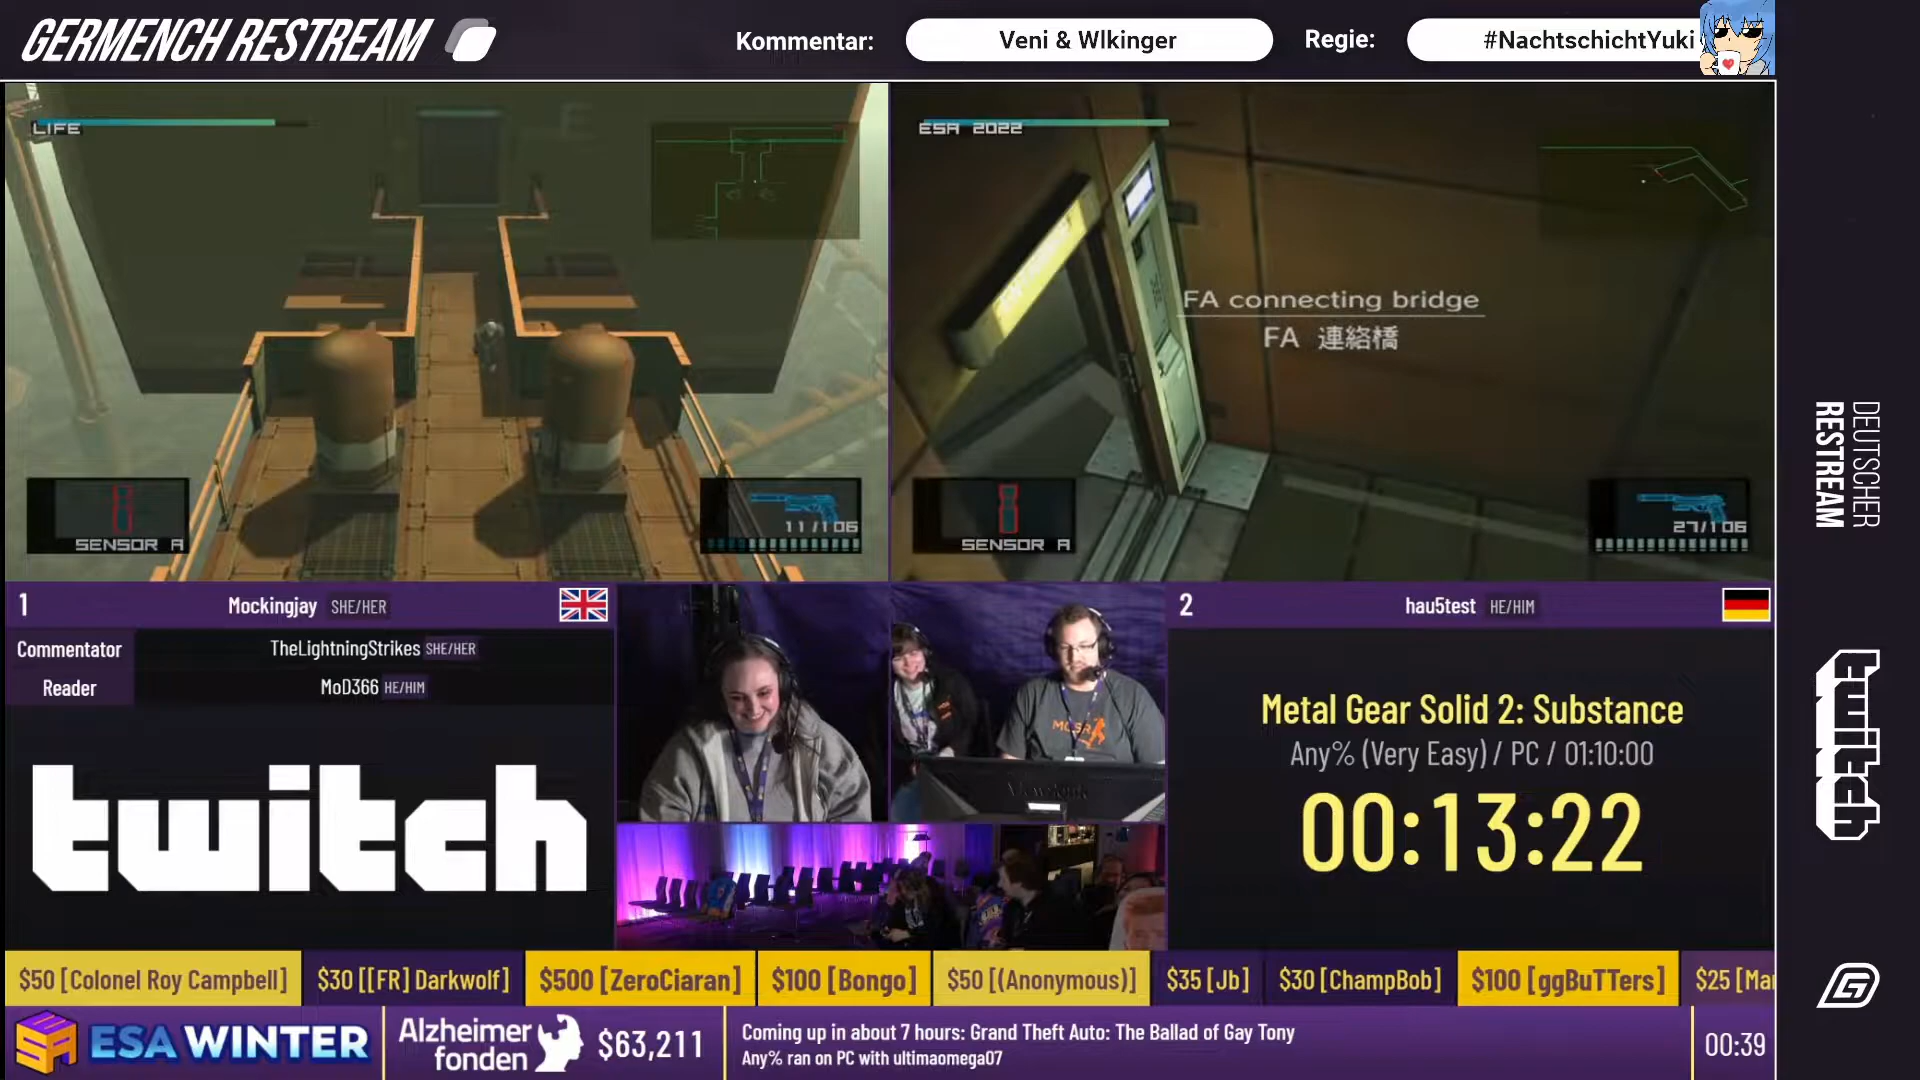 GERMENCH RESTREAM
Kommentar:
Veni & Wlkinger
Regie:
#NachtschichtYuki
LIFE
SENSOR A
11/106
ESA 2022
FA connecting bridge
FA 連絡橋
SENSOR A
27/106
DEUTSCHER
RESTREAM
twitch
1
Mockingjay SHE/HER
Commentator
TheLightningStrikes SHE/HER
Reader
MoD366 HE/HIM
twitch
2
hau5test HE/HIM
Metal Gear Solid 2: Substance
Any% (Very Easy) / PC / 01:10:00
00:13:22
$50 [Colonel Roy Campbell]
$30 [[FR] Darkwolf]
$500 [ZeroCiaran]
$100 [Bongo]
$50 [(Anonymous)]
$35 [Jb]
$30 [ChampBob]
$100 [ggBuTTers]
$25
ESA WINTER
Alzheimer
fonden
$63,211
Coming up in about 7 hours: Grand Theft Auto: The Ballad of Gay Tony
Any% ran on PC with ultimaomega07
00:39